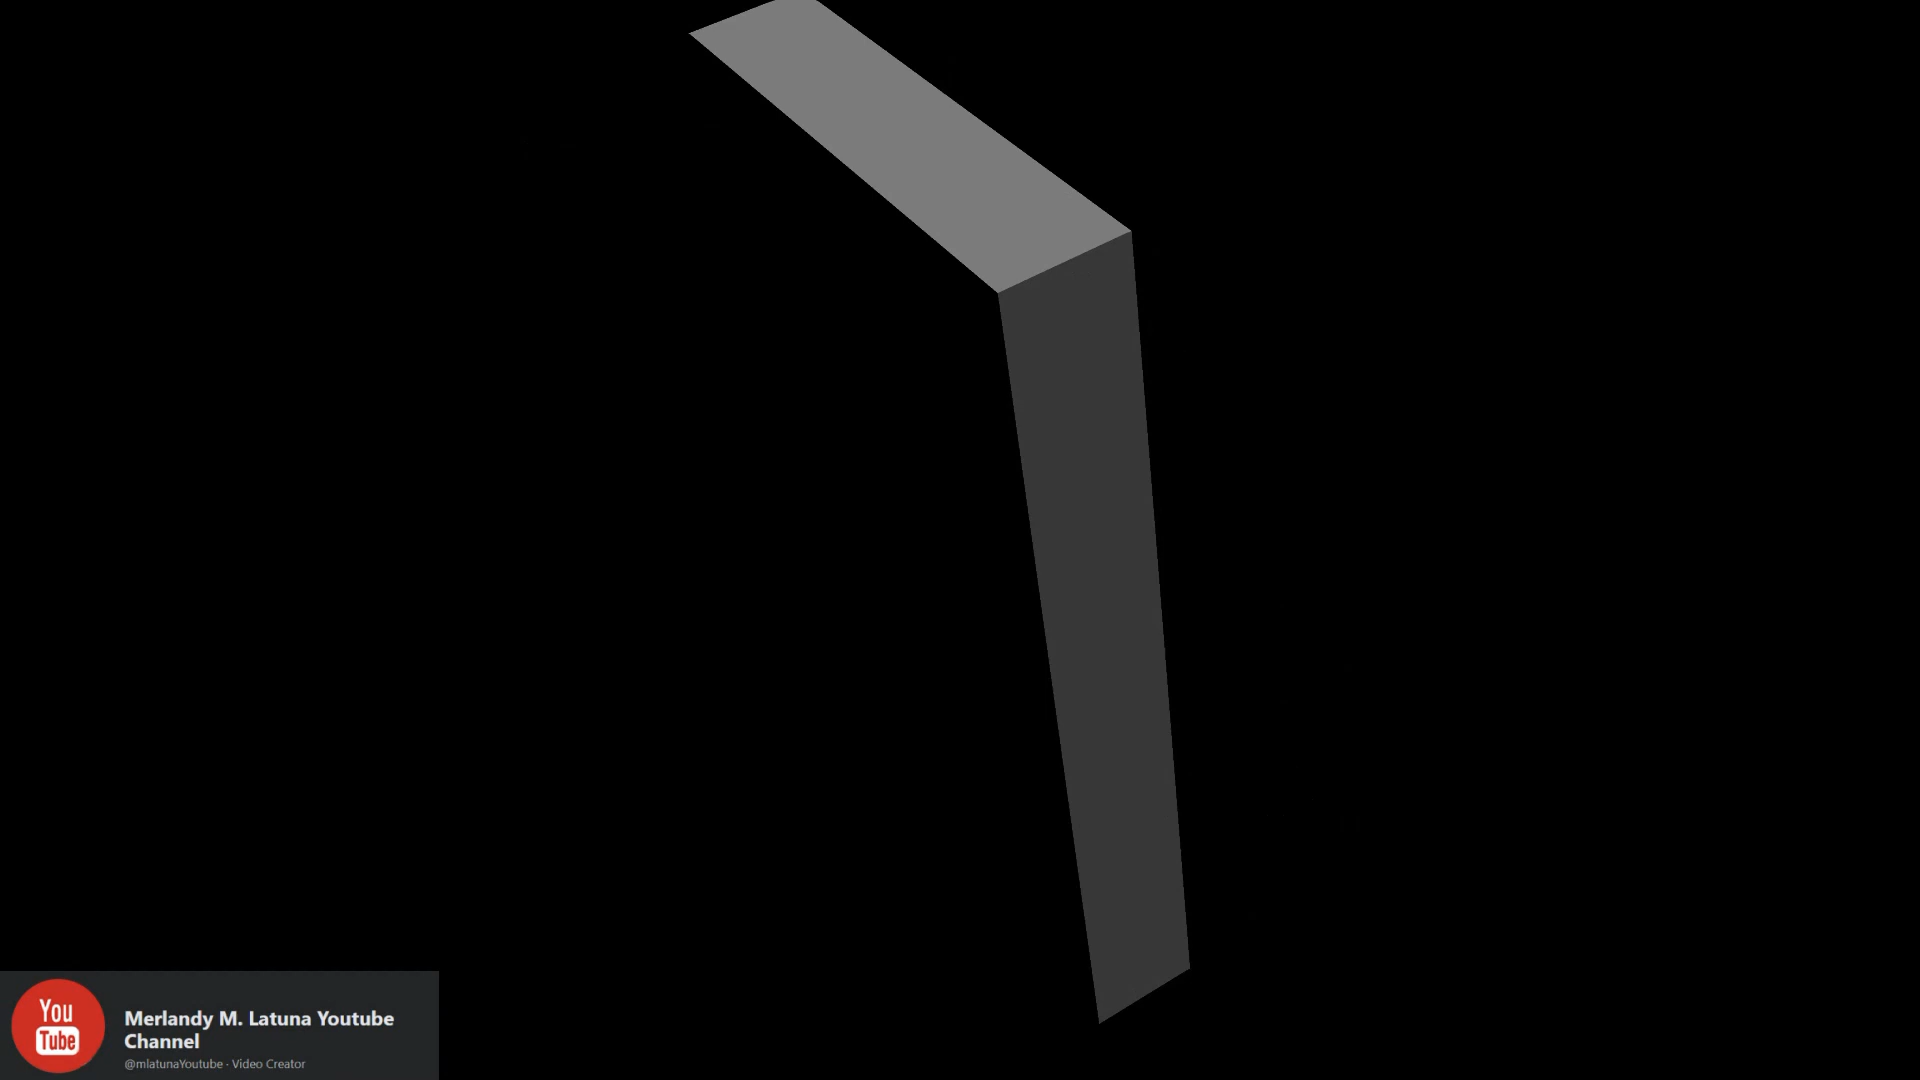 You
Tube
Merlandy M. Latuna Youtube
Channel
@mlatunaYoutube · Video Creator